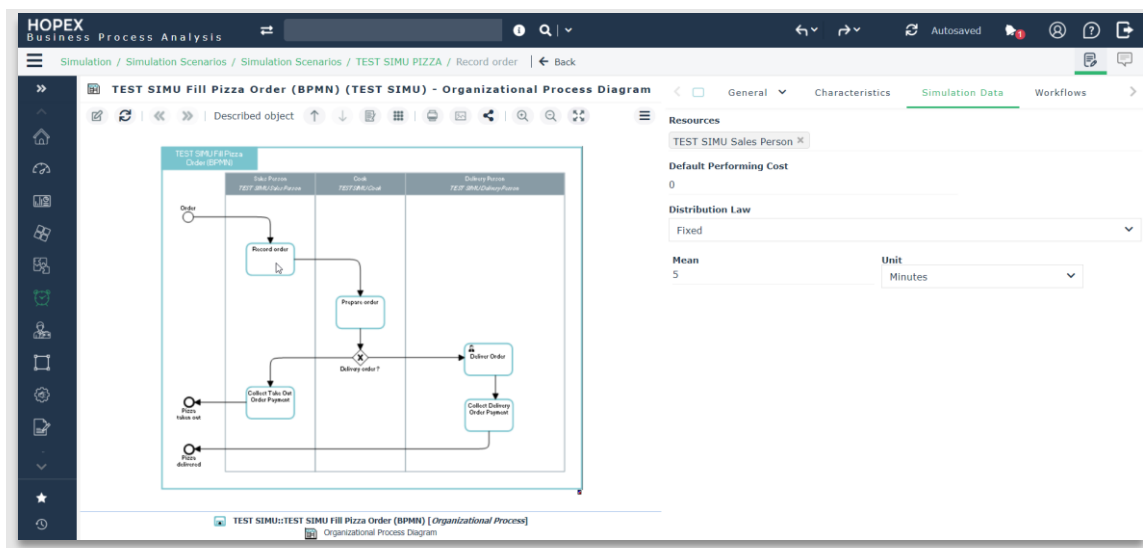 HOPEX
Business Process Analysis
Autosaved
1
Simulation / Simulation Scenarios / Simulation Scenarios / TEST SIMU PIZZA / Record order
← Back
TEST SIMU Fill Pizza Order (BPMN) (TEST SIMU) - Organizational Process Diagram
General
Characteristics
Simulation Data
Workflows
Described object
Resources
TEST SIMU Sales Person ×
Default Performing Cost
0
Distribution Law
Fixed
Mean
Unit
5
Minutes
TEST SIMU Fill Pizza
Order (BPMN)
Sales Person
TEST SIMU Sales Person
Cook
TEST SIMU Cook
Delivery Person
TEST SIMU Delivery Person
Order
Record order
Prepare order
Delivery order ?
Deliver Order
Collect Take Out
Order Payment
Collect Delivery
Order Payment
Pizza
taken out
Pizza
delivered
TEST SIMU::TEST SIMU Fill Pizza Order (BPMN) [Organizational Process]
Organizational Process Diagram